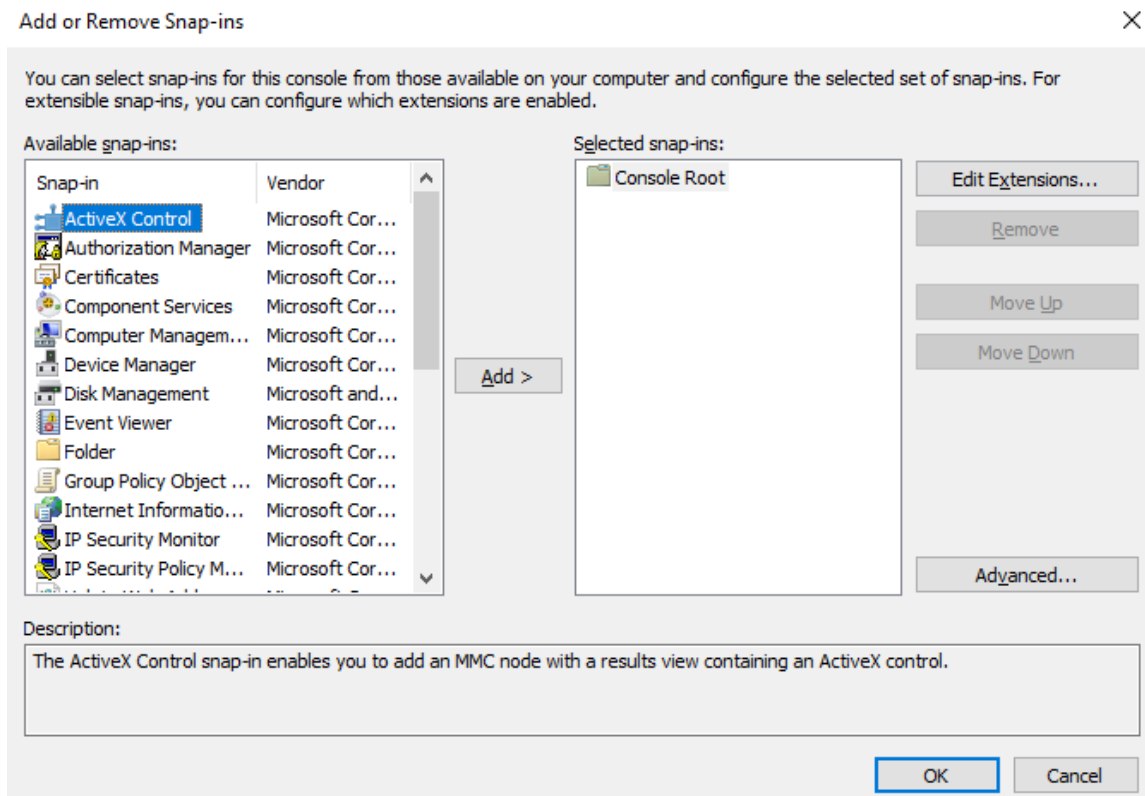 Add or Remove Snap-ins
You can select snap-ins for this console from those available on your computer and configure the selected set of snap-ins. For
extensible snap-ins, you can configure which extensions are enabled.
Available snap-ins:
Snap-in Vendor
ActiveX Control Microsoft Cor...
Authorization Manager Microsoft Cor...
Certificates Microsoft Cor...
Component Services Microsoft Cor...
Computer Managem... Microsoft Cor...
Device Manager Microsoft Cor...
Disk Management Microsoft and...
Event Viewer Microsoft Cor...
Folder Microsoft Cor...
Group Policy Object ... Microsoft Cor...
Internet Informatio... Microsoft Cor...
IP Security Monitor Microsoft Cor...
IP Security Policy M... Microsoft Cor...
Add >
Selected snap-ins:
Console Root
Edit Extensions...
Remove
Move Up
Move Down
Advanced...
Description:
The ActiveX Control snap-in enables you to add an MMC node with a results view containing an ActiveX control.
OK
Cancel